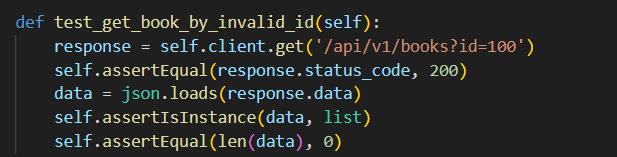 def test_get_book_by_invalid_id(self):
    response = self.client.get('/api/v1/books?id=100')
    self.assertEqual(response.status_code, 200)
    data = json.loads(response.data)
    self.assertIsInstance(data, list)
    self.assertEqual(len(data), 0)